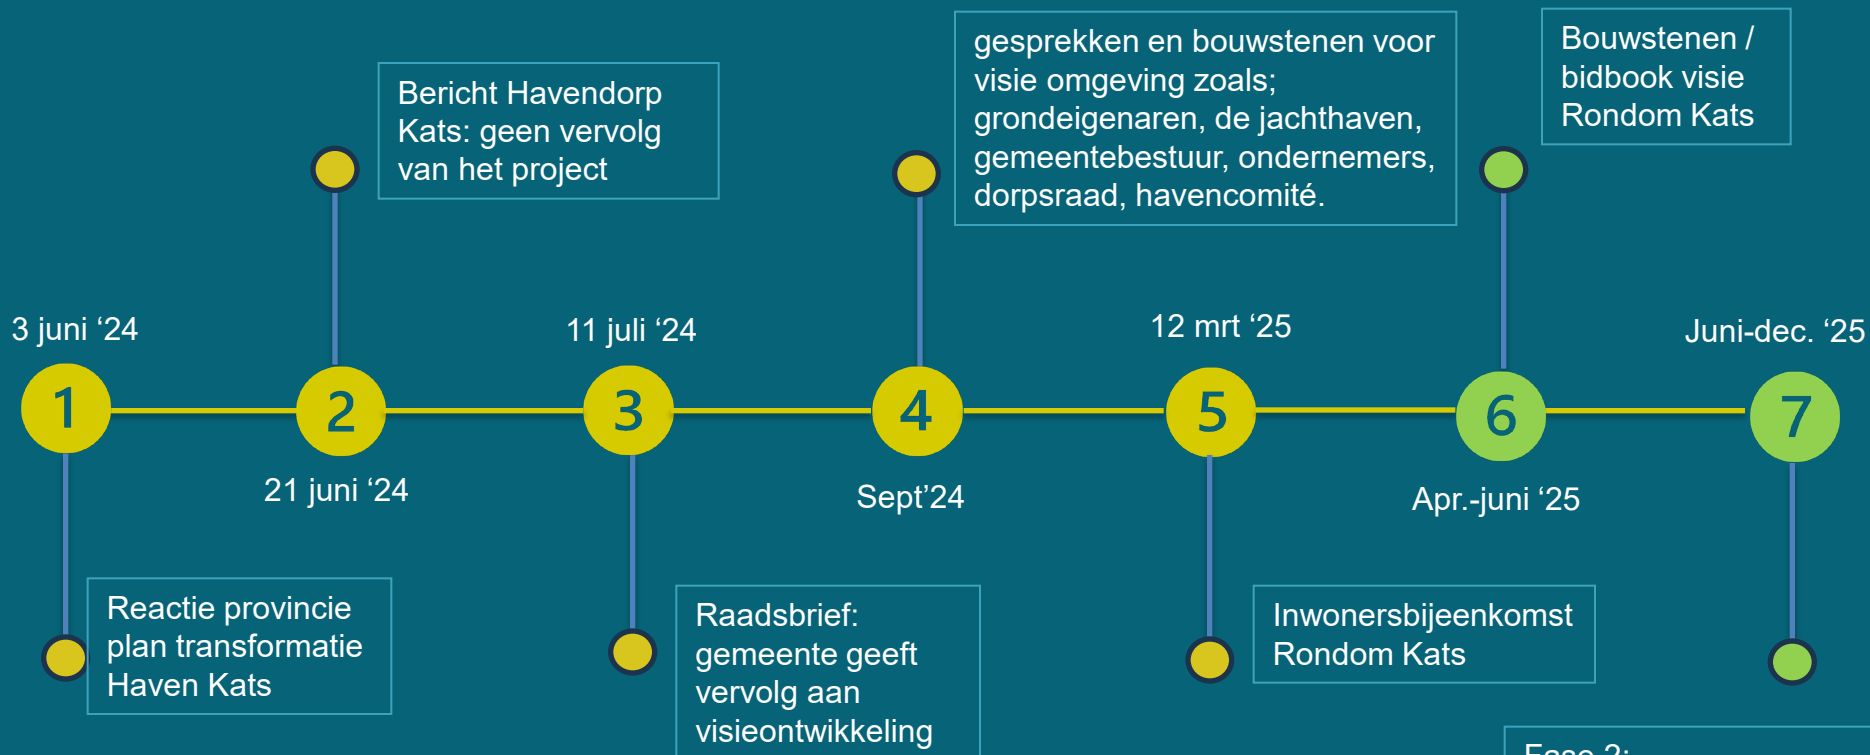 gesprekken en bouwstenen voor
visie omgeving zoals;
grondeigenaren, de jachthaven,
gemeentebestuur, ondernemers,
dorpsraad, havencomité.
Bouwstenen /
bidbook visie
Rondom Kats
Bericht Havendorp
Kats: geen vervolg
van het project
3 juni ‘24
11 juli ‘24
12 mrt ‘25
Juni-dec. ‘25
1
2
3
4
5
6
7
21 juni ‘24
Sept’24
Apr.-juni ‘25
Reactie provincie
plan transformatie
Haven Kats
Raadsbrief:
gemeente geeft
vervolg aan
visieontwikkeling
Inwonersbijeenkomst
Rondom Kats
Fase 2: